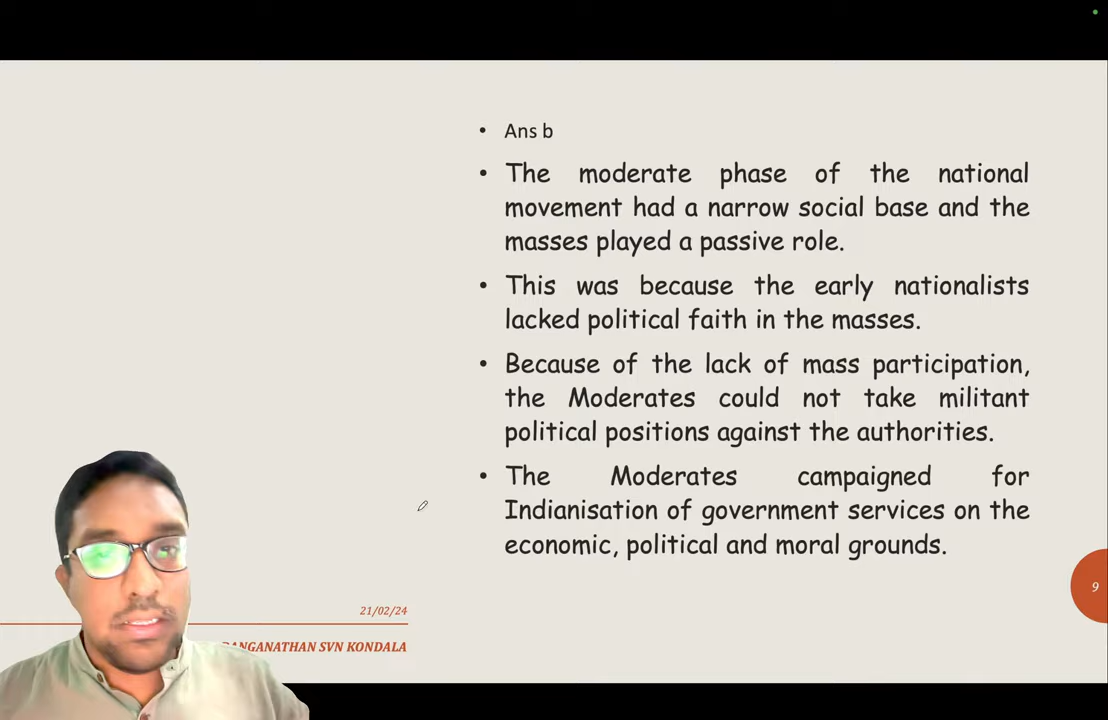 • Ans b
• The moderate phase of the national
movement had a narrow social base and the
masses played a passive role.
• This was because the early nationalists
lacked political faith in the masses.
• Because of the lack of mass participation,
the Moderates could not take militant
political positions against the authorities.
• The Moderates campaigned for
Indianisation of government services on the
economic, political and moral grounds.
21/02/24
SVN KONDALA
9